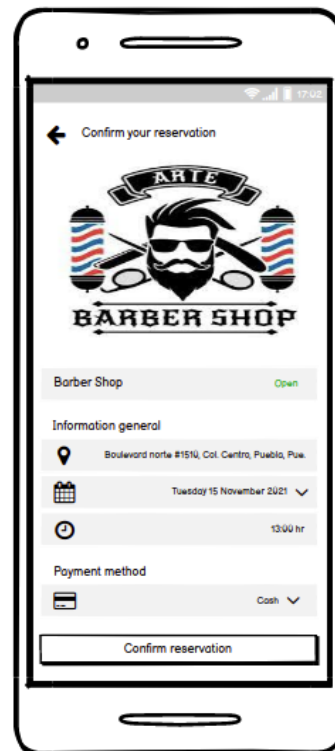 17:02
Confirm your reservation
ARTE
BARBER SHOP
Barber Shop Open
Information general
Boulevard norte #1510, Col. Centro, Puebla, Pue.
Tuesday 15 November 2021
13:00 hr
Payment method
Cash
Confirm reservation